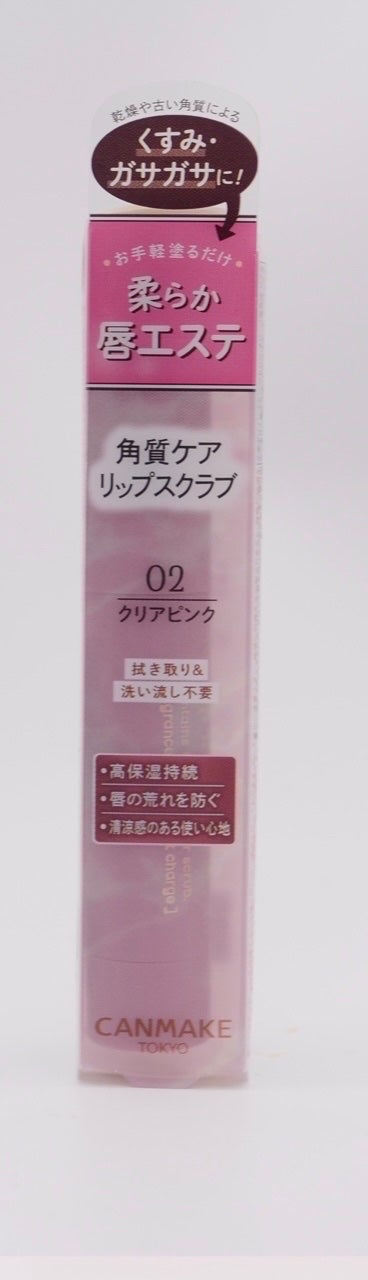 乾燥や古い角質による
くすみ・
ガサガサに!
お手軽塗るだけ
柔らか
唇エステ
角質ケア
リップスクラブ
02
クリアピンク
拭き取り&
洗い流し不要
・高保湿持続
・唇の荒れを防ぐ
・清涼感のある使い心地
CANMAKE
TOKYO